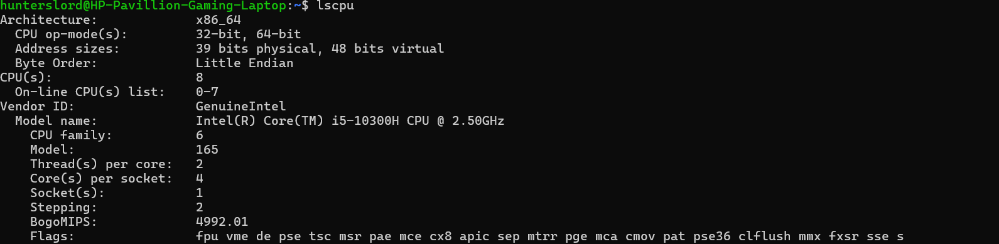 hunterslord@HP-Pavillion-Gaming-Laptop:~$ lscpu
Architecture:             x86_64
  CPU op-mode(s):         32-bit, 64-bit
  Address sizes:          39 bits physical, 48 bits virtual
  Byte Order:             Little Endian
CPU(s):                   8
  On-line CPU(s) list:    0-7
Vendor ID:                GenuineIntel
  Model name:             Intel(R) Core(TM) i5-10300H CPU @ 2.50GHz
    CPU family:           6
    Model:                165
    Thread(s) per core:   2
    Core(s) per socket:   4
    Socket(s):            1
    Stepping:             2
    BogoMIPS:             4992.01
    Flags:                fpu vme de pse tsc msr pae mce cx8 apic sep mtrr pge mca cmov pat pse36 clflush mmx fxsr sse s